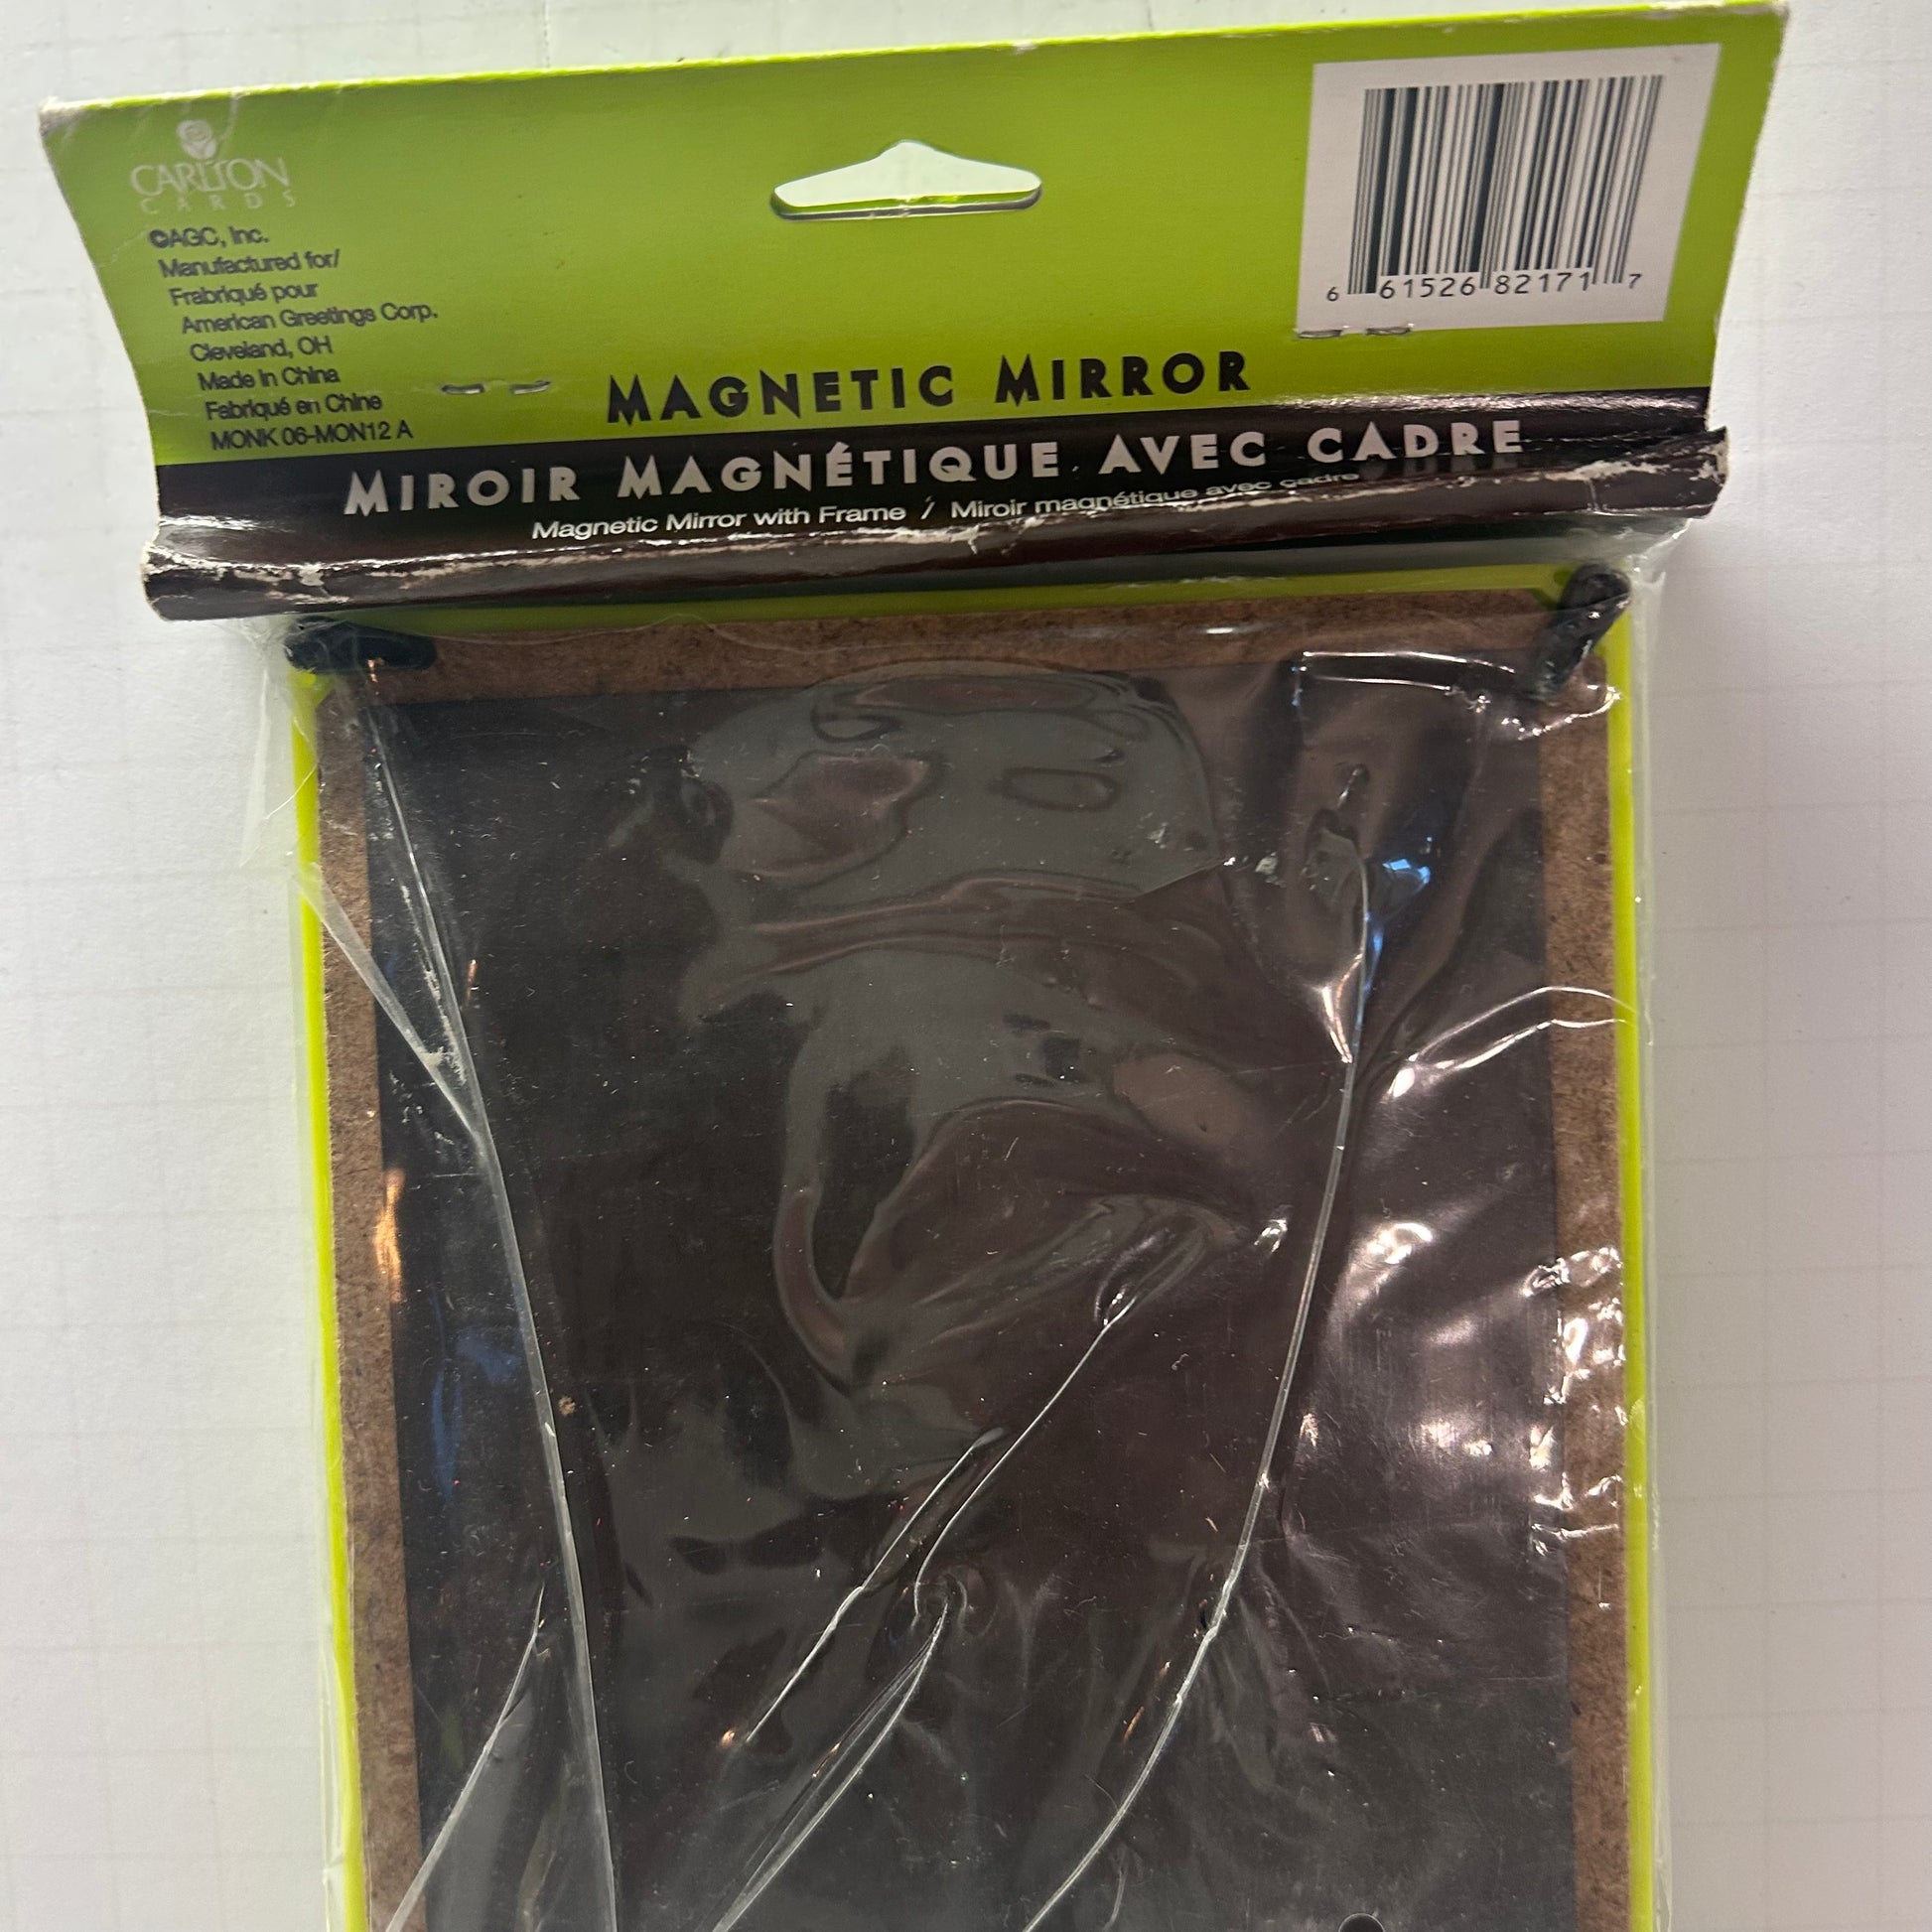 CARLTON
CARDS
©AGC, Inc.
Manufactured for/
Frabriqué pour
American Greetings Corp.
Cleveland, OH
Made in China
Fabriqué en Chine
MONK 06-MON12 A
6 61526 82171 7
MAGNETIC MIRROR
MIROIR MAGNÉTIQUE AVEC CADRE
Magnetic Mirror with Frame / Miroir magnétique avec cadre